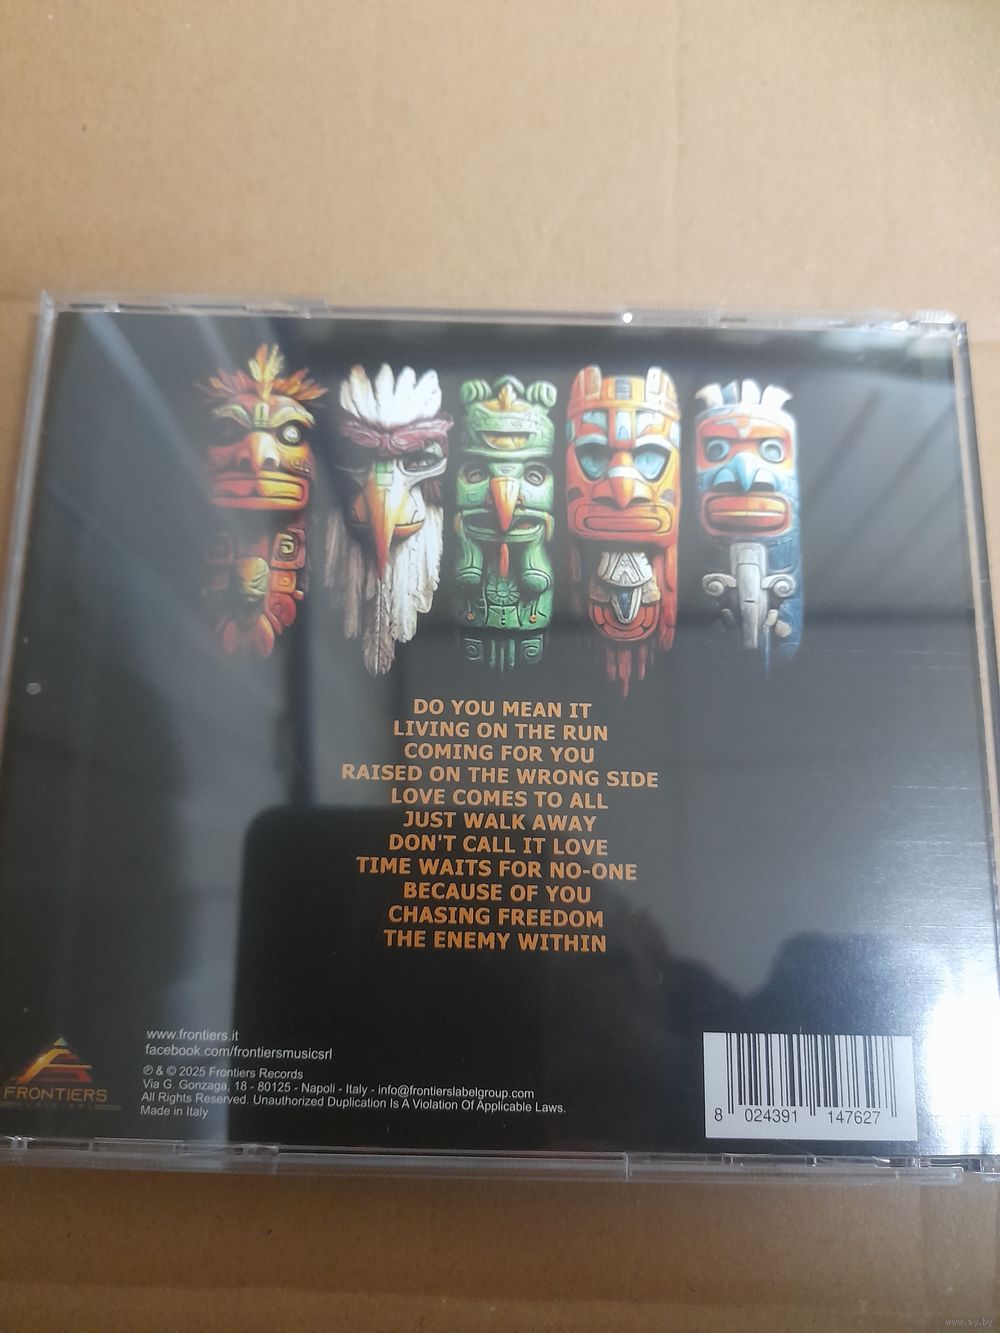 DO YOU MEAN IT
LIVING ON THE RUN
COMING FOR YOU
RAISED ON THE WRONG SIDE
LOVE COMES TO ALL
JUST WALK AWAY
DON'T CALL IT LOVE
TIME WAITS FOR NO-ONE
BECAUSE OF YOU
CHASING FREEDOM
THE ENEMY WITHIN
www.frontiers.it
facebook.com/frontiersmusicsrl
℗ & © 2025 Frontiers Records
Via G. Gonzaga, 18 - 80125 - Napoli - Italy - info@frontierslabelgroup.com
All Rights Reserved. Unauthorized Duplication Is A Violation Of Applicable Laws.
Made in Italy
FRONTIERS
8 024391 147627
www.ay.by